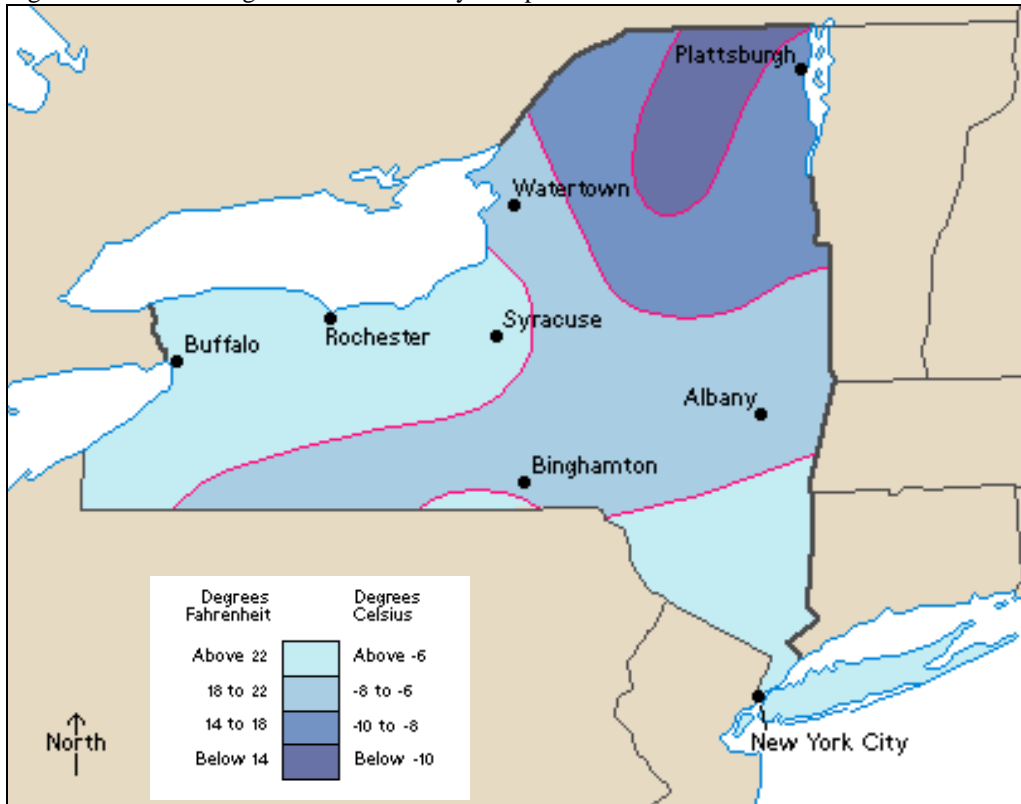 Plattsburgh
Watertown
Syracuse
Rochester
Buffalo
Albany
Binghamton
Degrees
Fahrenheit
Degrees
Celsius
Above 22
Above -6
18 to 22
-8 to -6
14 to 18
-10 to -8
Below 14
Below -10
North
New York City